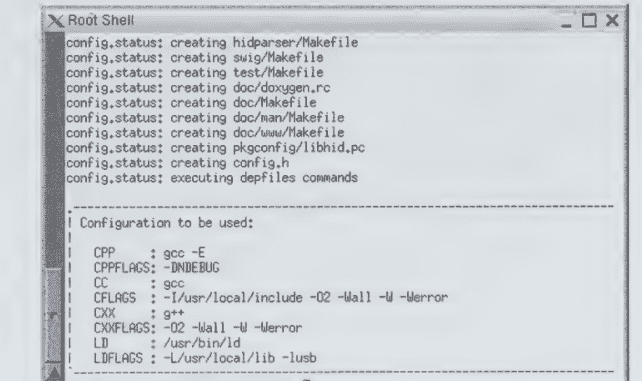 Root Shell
config.status: creating hidparser/Makefile
config.status: creating swig/Makefile
config.status: creating test/Makefile
config.status: creating doc/doxygen.rc
config.status: creating doc/Makefile
config.status: creating doc/man/Makefile
config.status: creating doc/www/Makefile
config.status: creating pkgconfig/libhid.pc
config.status: creating config.h
config.status: executing depfiles commands
Configuration to be used:
CPP : gcc -E
CPPFLAGS: -DNDEBUG
CC : gcc
CFLAGS : -I/usr/local/include -O2 -Wall -W -Werror
CXX : g++
CXXFLAGS: -O2 -Wall -W -Werror
LD : /usr/bin/ld
LDFLAGS : -L/usr/local/lib -lusb